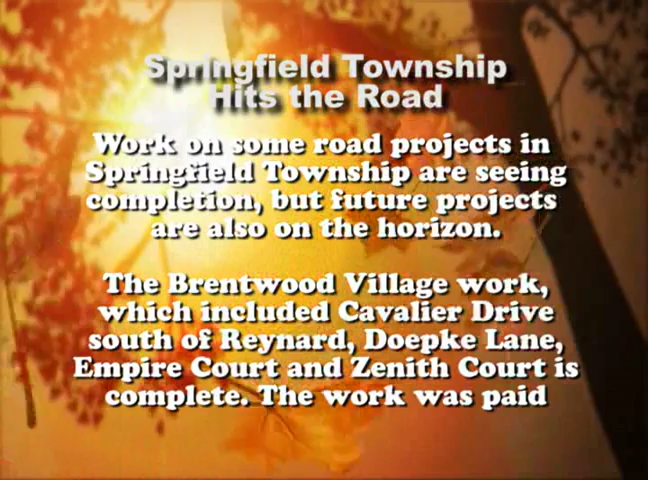 Springfield Township
Hits the Road
Work on some road projects in
Springfield Township are seeing
completion, but future projects
are also on the horizon.
The Brentwood Village work,
which included Cavalier Drive
south of Reynard, Doepke Lane,
Empire Court and Zenith Court is
complete. The work was paid